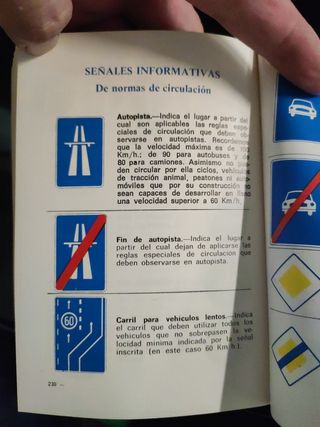 SEÑALES INFORMATIVAS
De normas de circulación
Autopista.—Indica el lugar a partir del
cual son aplicables las reglas espe-
ciales de circulación que deben ob-
servarse en autopistas. Recordemos
que la velocidad máxima es de
Km/h.; de 90 para autobuses y de
80 para camiones. Asimismo no pue-
den circular por ella ciclos, vehículos
de tracción animal, peatones ni auto-
móviles que por su construcción no
sean capaces de desarrollar en llano
una velocidad superior a 60 Km/h.
Fin de autopista.—Indica el lugar a
partir del cual dejan de aplicarse las
reglas especiales de circulación que
deben observarse en autopista.
60
Carril para vehículos lentos.—Indica
el carril que deben utilizar todos los
vehículos que no sobrepasen la ve-
locidad mínima indicada por la señal
inscrita (en este caso 60 Km/h.).
230 —